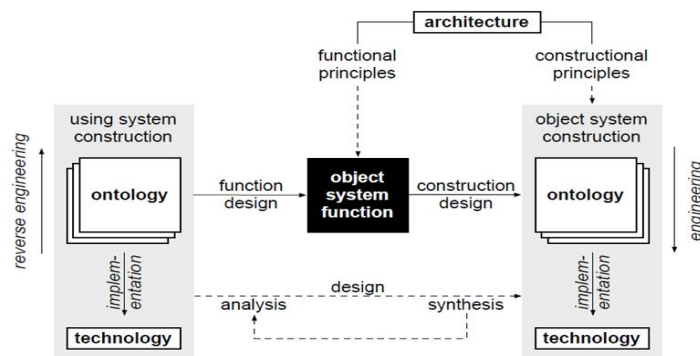 architecture
functional
principles
constructional
principles
using system
construction
object system
construction
reverse engineering
ontology
function
design
object
system
function
construction
design
ontology
engineering
implem-
entation
design
analysis
synthesis
implem-
entation
technology
technology